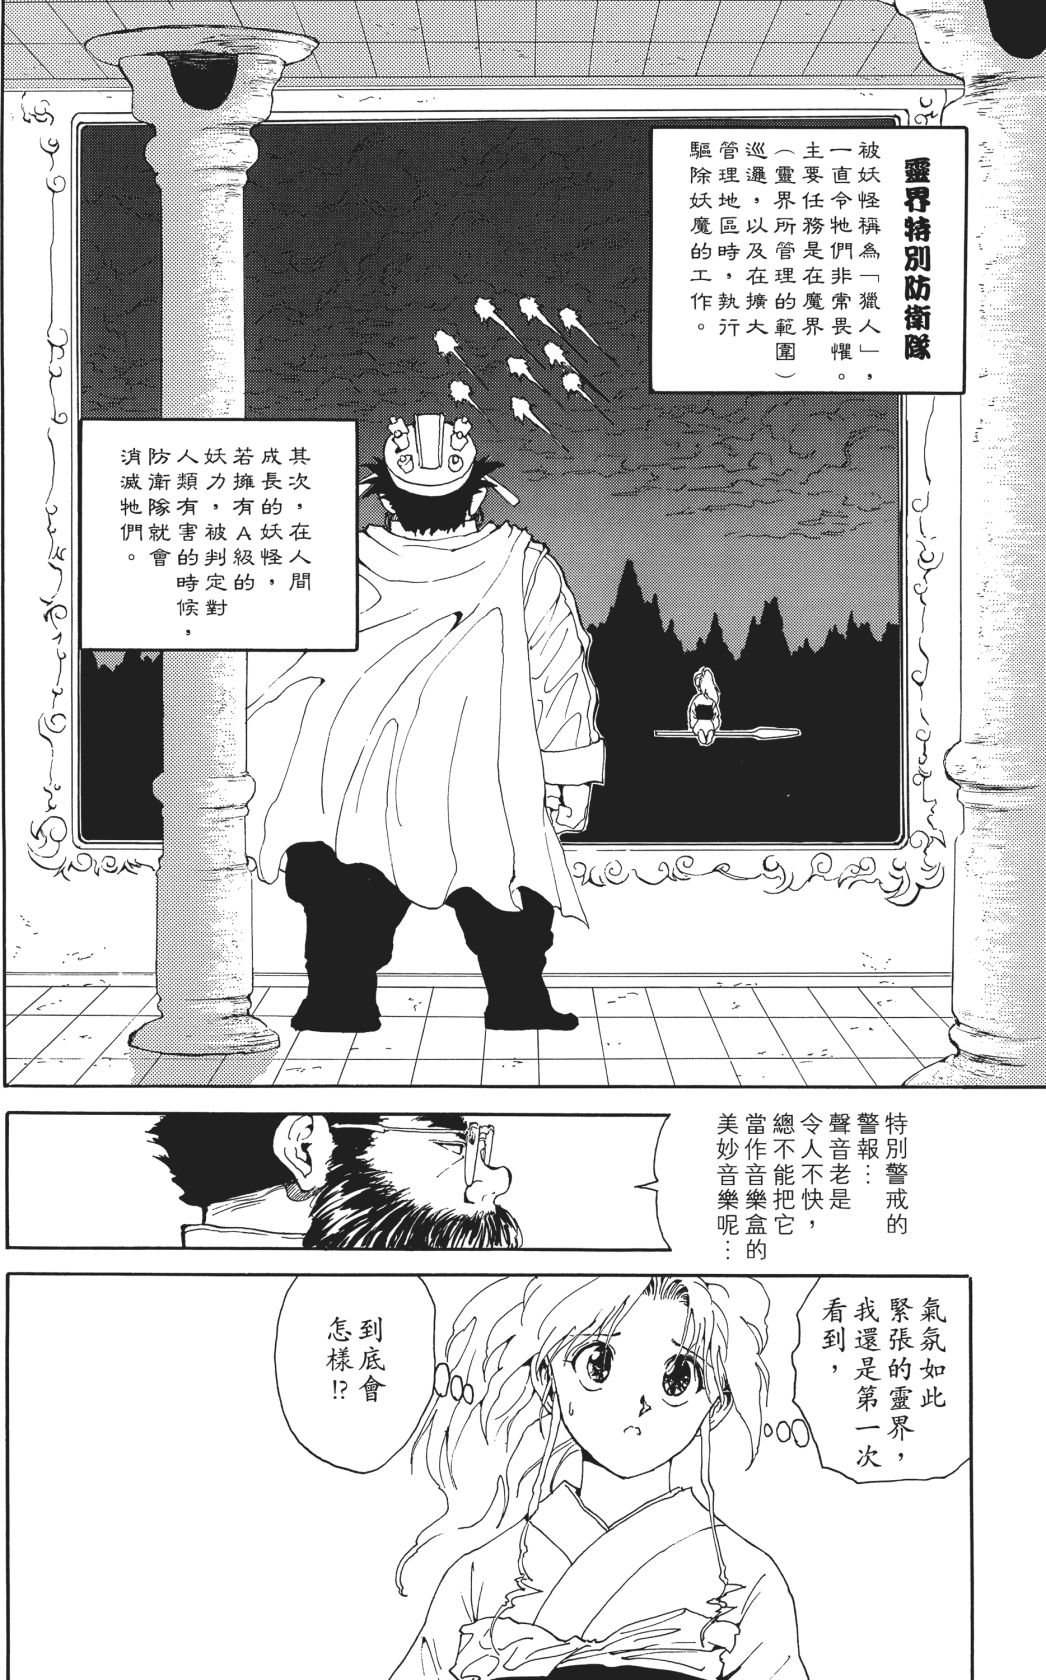 靈界特別防衛隊
被妖怪稱為「獵人」，
一直令牠們非常畏懼。
主要任務是在魔界
（靈界所管理的範圍）
巡邏，以及在擴大
管理地區時，執行
驅除妖魔的工作。
其次，在人間
成長的妖怪，
若擁有A級的
妖力，被判定對
人類有害的時候，
防衛隊就會
消滅牠們。
特別警戒的
警報…
聲音老是
令人不快，
總不能把它
當作音樂盒的
美妙音樂呢…
氣氛如此
緊張的靈界，
我還是第一次
看到，
到底會
怎樣!?